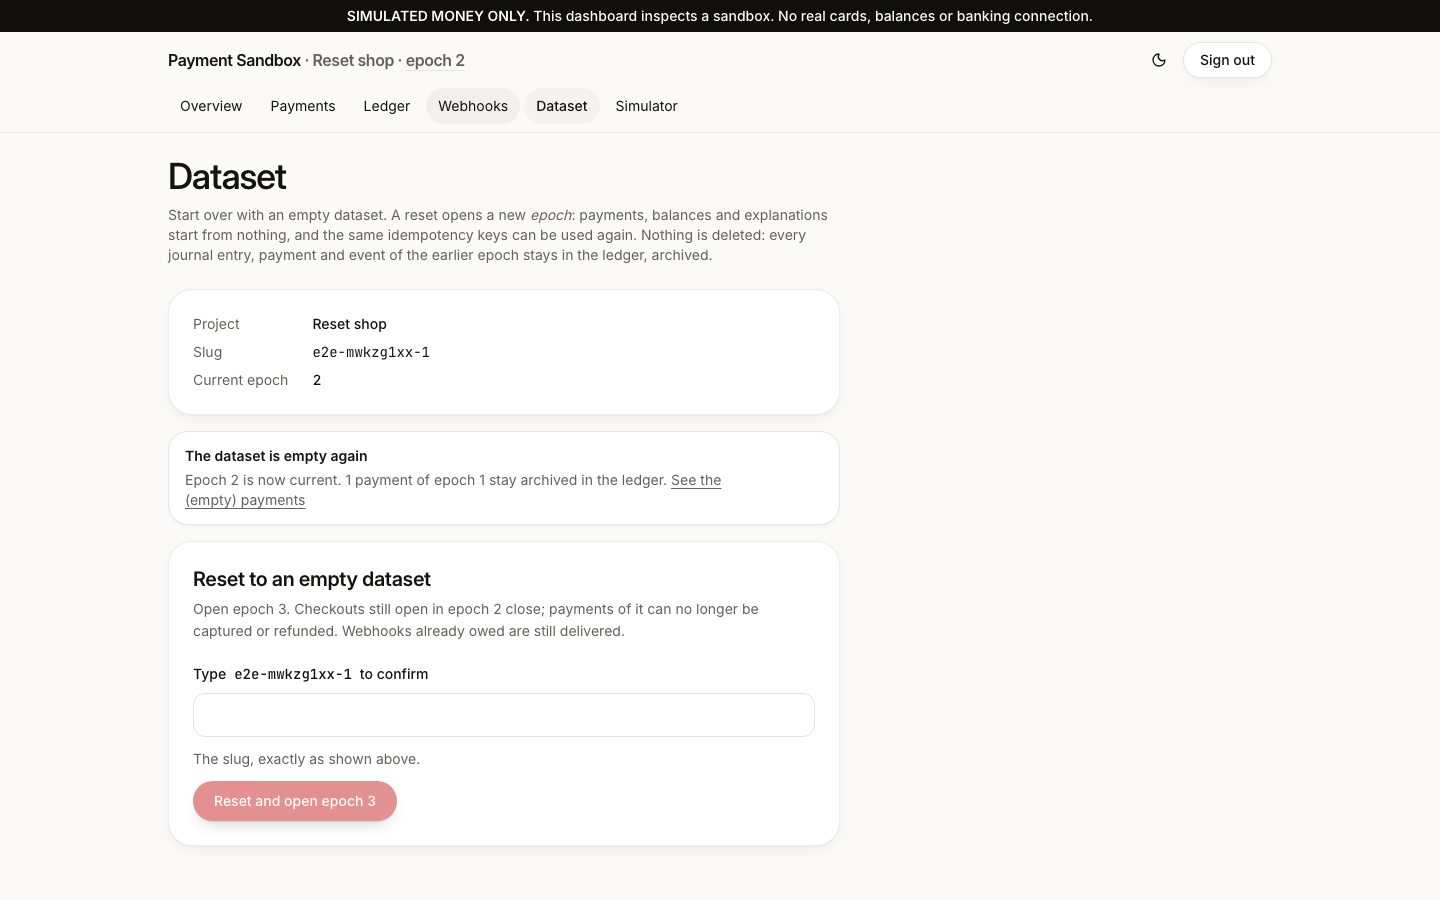 SIMULATED MONEY ONLY. This dashboard inspects a sandbox. No real cards, balances or banking connection.
Payment Sandbox · Reset shop · epoch 2
Sign out
Overview Payments Ledger Webhooks Dataset Simulator
Dataset
Start over with an empty dataset. A reset opens a new epoch: payments, balances and explanations
start from nothing, and the same idempotency keys can be used again. Nothing is deleted: every
journal entry, payment and event of the earlier epoch stays in the ledger, archived.
Project Reset shop
Slug e2e-mwkzg1xx-1
Current epoch 2
The dataset is empty again
Epoch 2 is now current. 1 payment of epoch 1 stay archived in the ledger. See the
(empty) payments
Reset to an empty dataset
Open epoch 3. Checkouts still open in epoch 2 close; payments of it can no longer be
captured or refunded. Webhooks already owed are still delivered.
Type e2e-mwkzg1xx-1 to confirm
The slug, exactly as shown above.
Reset and open epoch 3